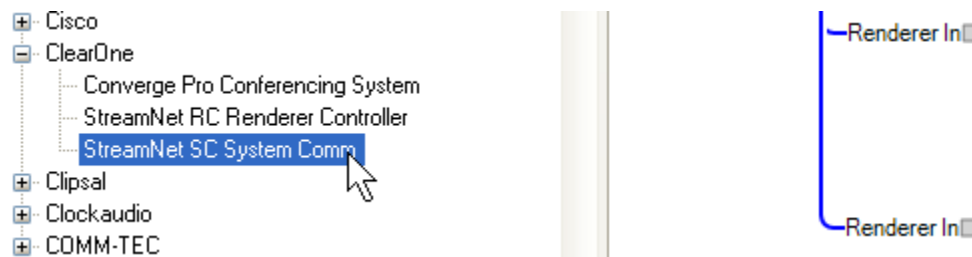 Cisco
ClearOne
Converge Pro Conferencing System
StreamNet RC Renderer Controller
StreamNet SC System Comm
Clipsal
Clockaudio
COMM-TEC
Renderer In
Renderer In